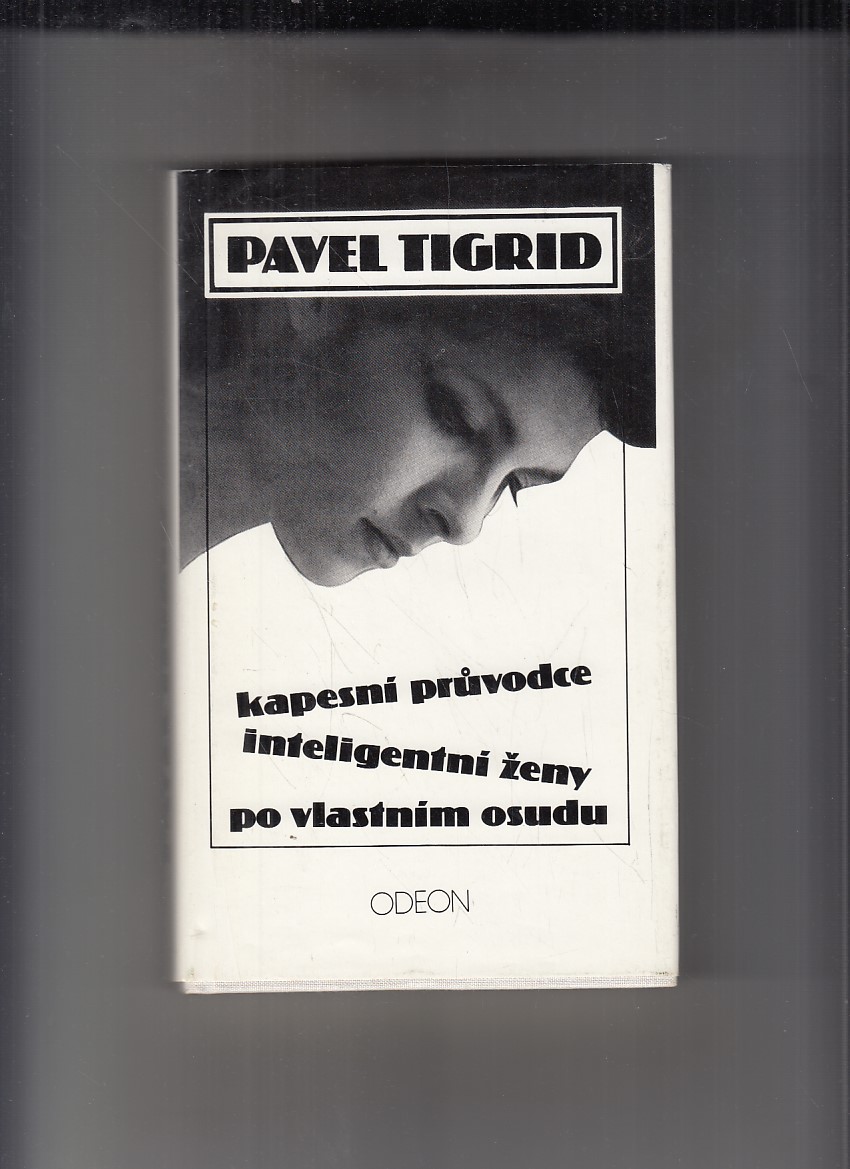 PAVEL TIGRID
kapesní průvodce
inteligentní ženy
po vlastním osudu
ODEON